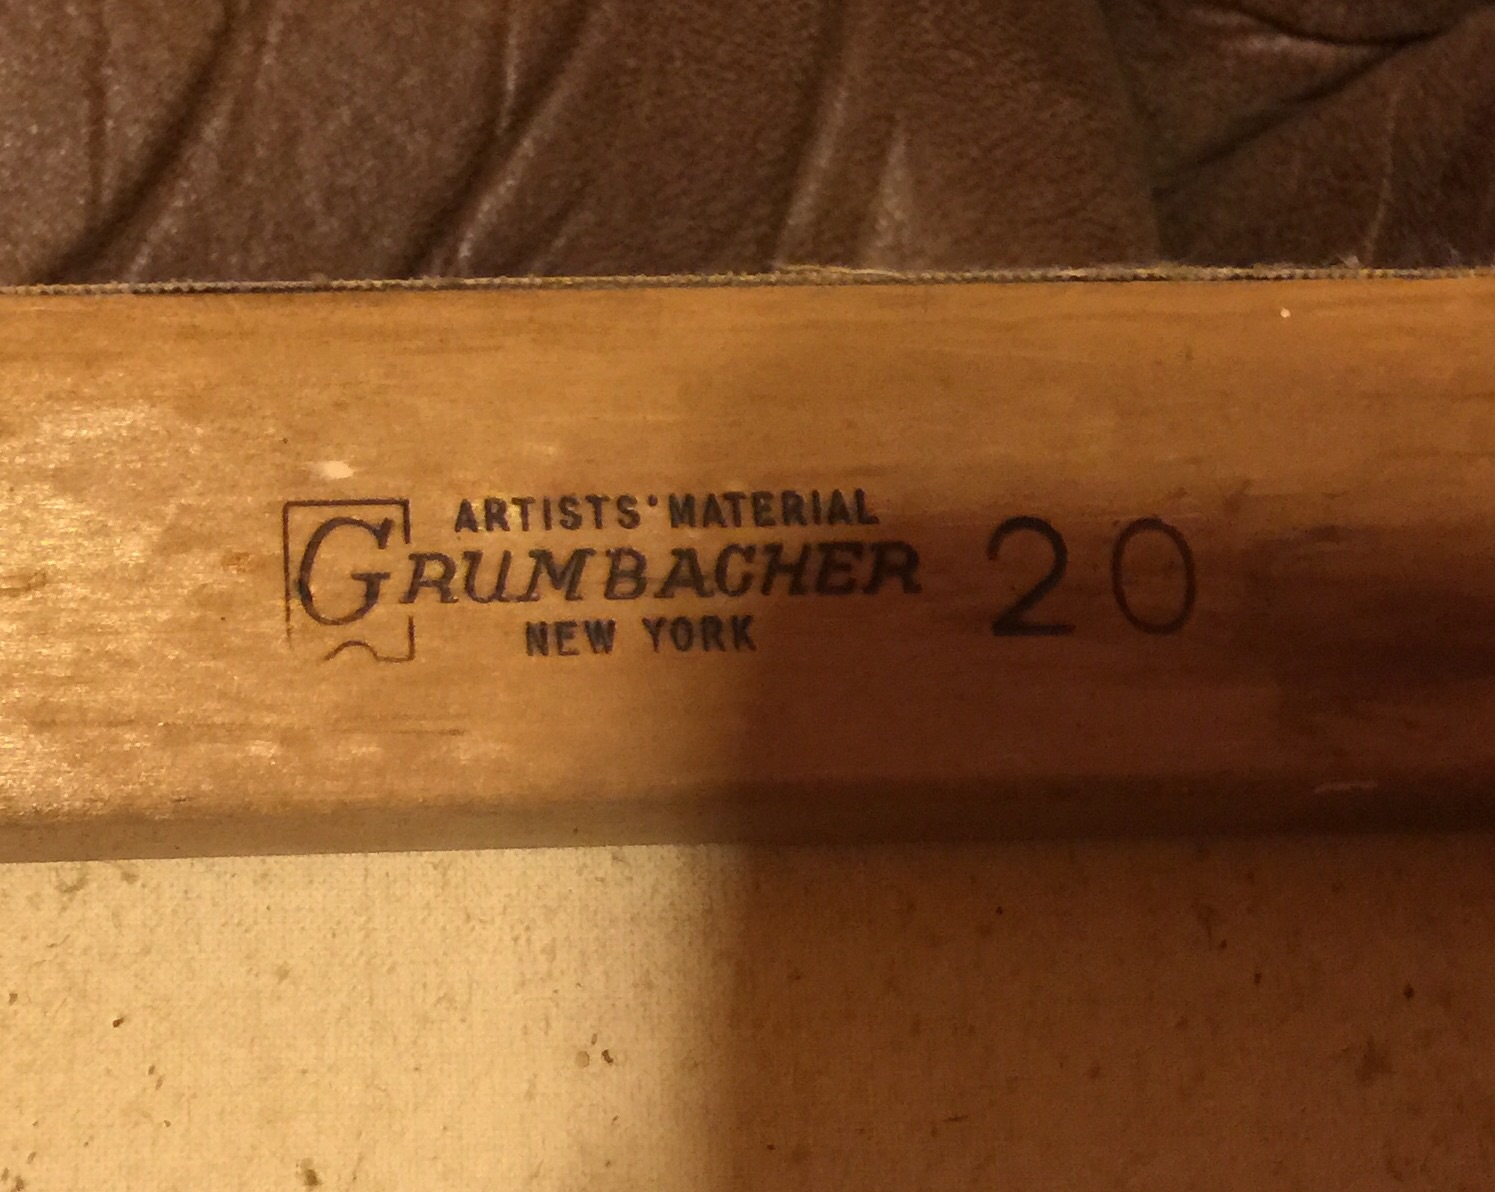 ARTISTS' MATERIAL
GRUMBACHER 20
NEW YORK